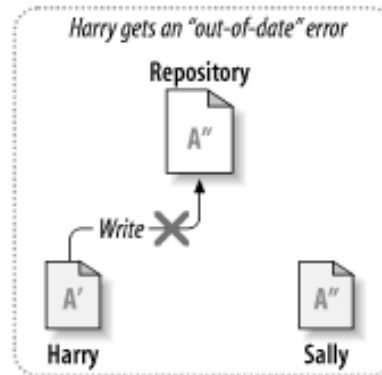 Harry gets an “out-of-date” error
Repository
A"
Write
A'
A"
Harry
Sally